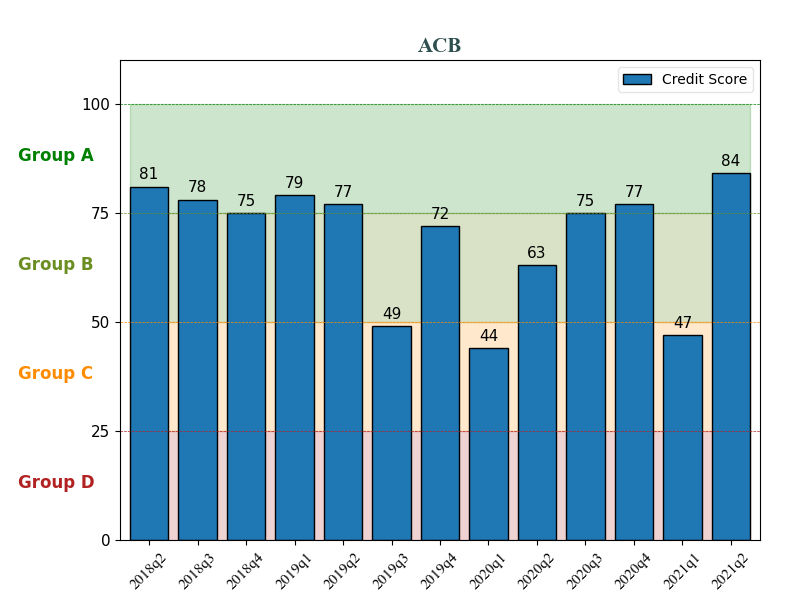 ACB
Credit Score
100
Group A
81
78
75
79
77
49
72
44
63
75
77
47
84
75
Group B
50
Group C
25
Group D
0
2018q2
2018q3
2018q4
2019q1
2019q2
2019q3
2019q4
2020q1
2020q2
2020q3
2020q4
2021q1
2021q2